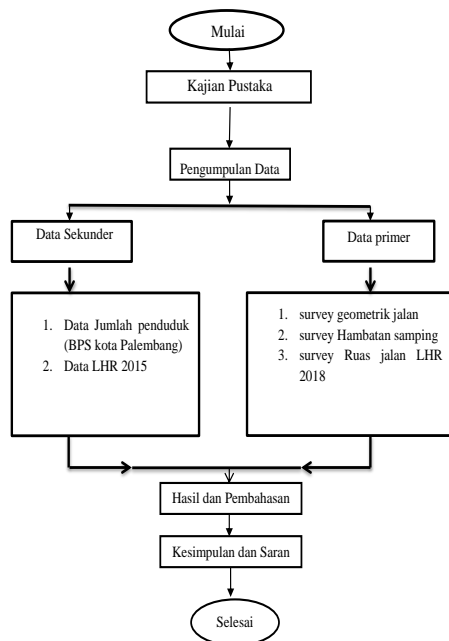 Mulai
Kajian Pustaka
Pengumpulan Data
Data Sekunder
Data primer
1. Data Jumlah penduduk
(BPS kota Palembang)
2. Data LHR 2015
1. survey geometrik jalan
2. survey Hambatan samping
3. survey Ruas jalan LHR
2018
Hasil dan Pembahasan
Kesimpulan dan Saran
Selesai